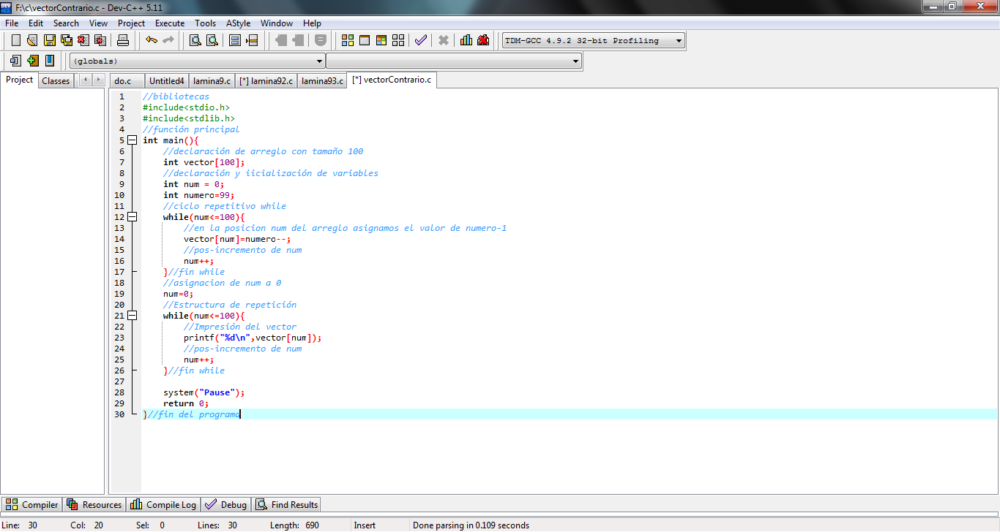 F:\c\vectorContrario.c - Dev-C++ 5.11
File Edit Search View Project Execute Tools AStyle Window Help
TDM-GCC 4.9.2 32-bit Profiling
(globals)
Project Classes do.c Untitled4 lamina9.c [*] lamina92.c lamina93.c [*] vectorContrario.c
1 //bibliotecas
2 #include<stdio.h>
3 #include<stdlib.h>
4 //función principal
5 int main(){
6 //declaración de arreglo con tamaño 100
7 int vector[100];
8 //declaración y iicialización de variables
9 int num = 0;
10 int numero=99;
11 //ciclo repetitivo while
12 while(num<=100){
13 //en la posicion num del arreglo asignamos el valor de numero-1
14 vector[num]=numero--;
15 //pos-incremento de num
16 num++;
17 }//fin while
18 //asignacion de num a 0
19 num=0;
20 //Estructura de repetición
21 while(num<=100){
22 //Impresión del vector
23 printf("%d\n",vector[num]);
24 //pos-incremento de num
25 num++;
26 }//fin while
27
28 system("Pause");
29 return 0;
30 }//fin del programa
Compiler Resources Compile Log Debug Find Results
Line: 30 Col: 20 Sel: 0 Lines: 30 Length: 690 Insert Done parsing in 0.109 seconds